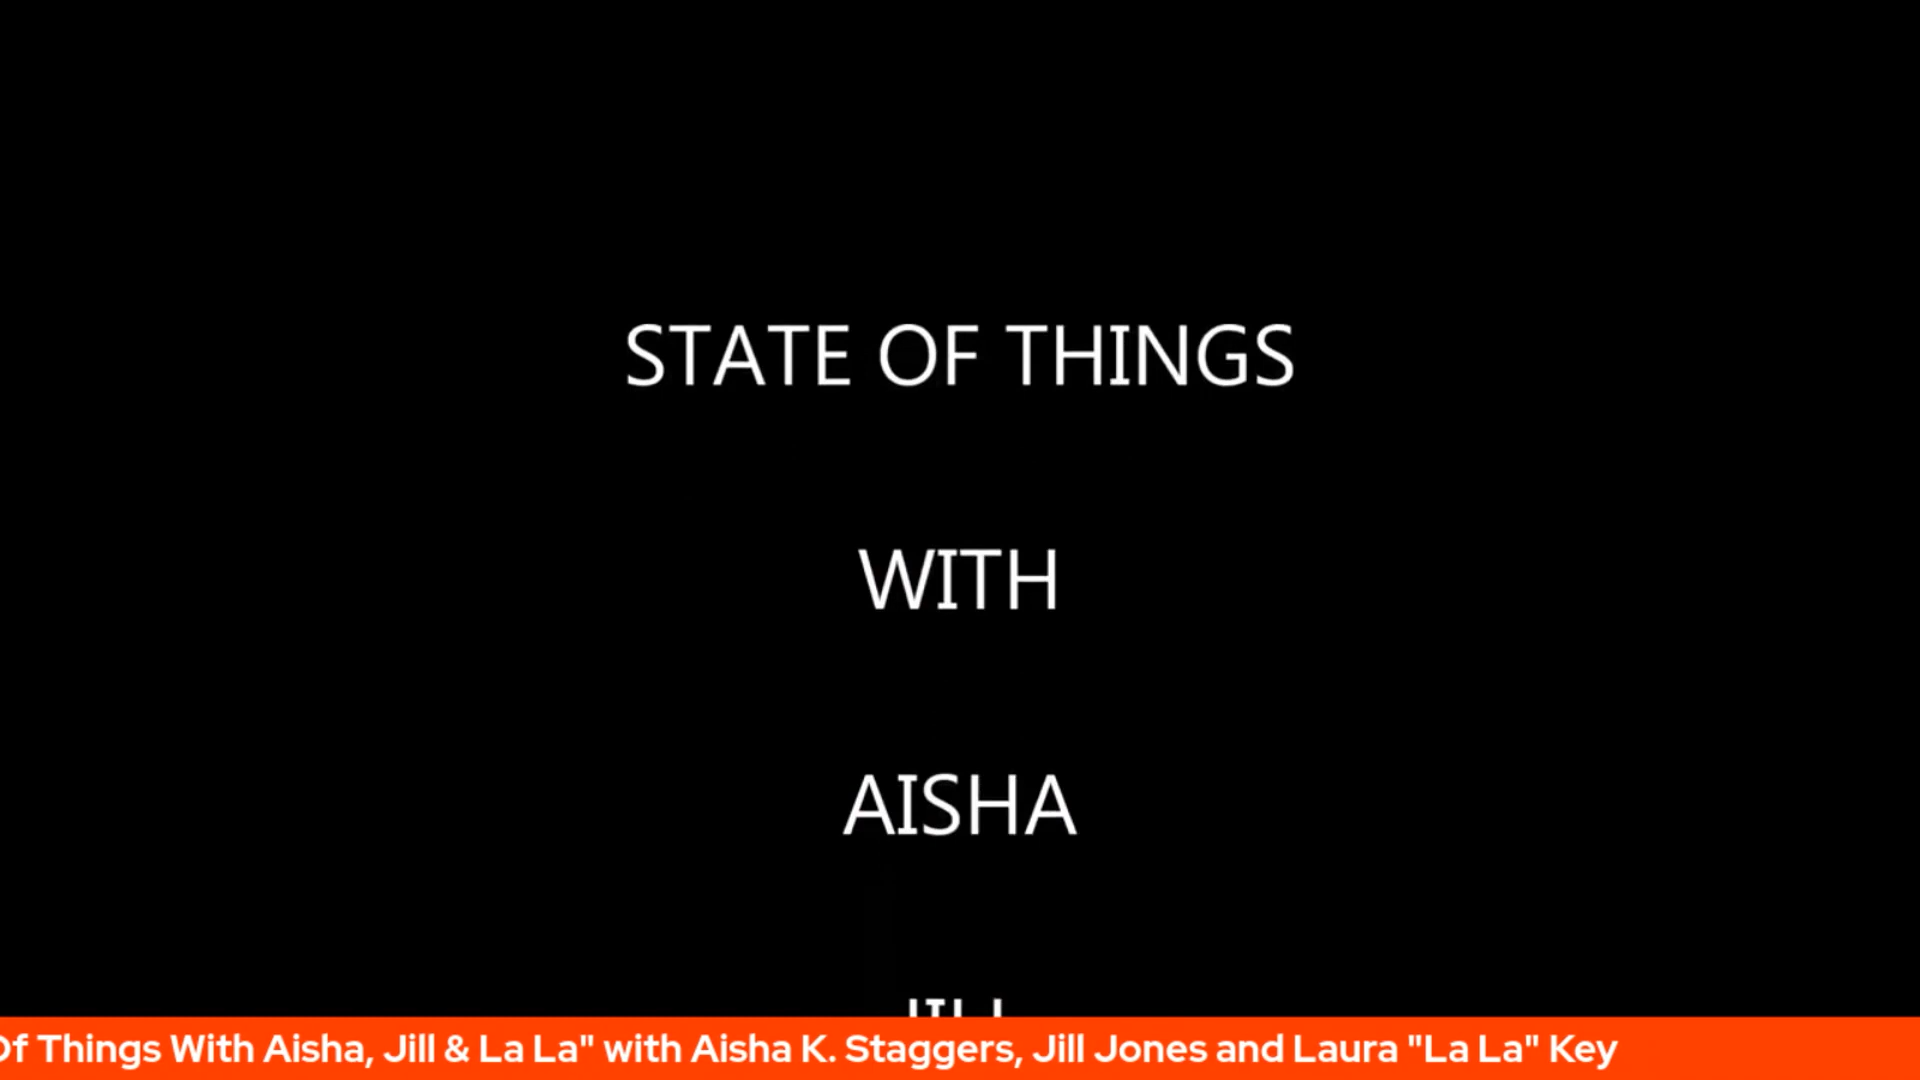 STATE OF THINGS
WITH
AISHA
JILL
Of Things With Aisha, Jill & La La" with Aisha K. Staggers, Jill Jones and Laura "La La" Key